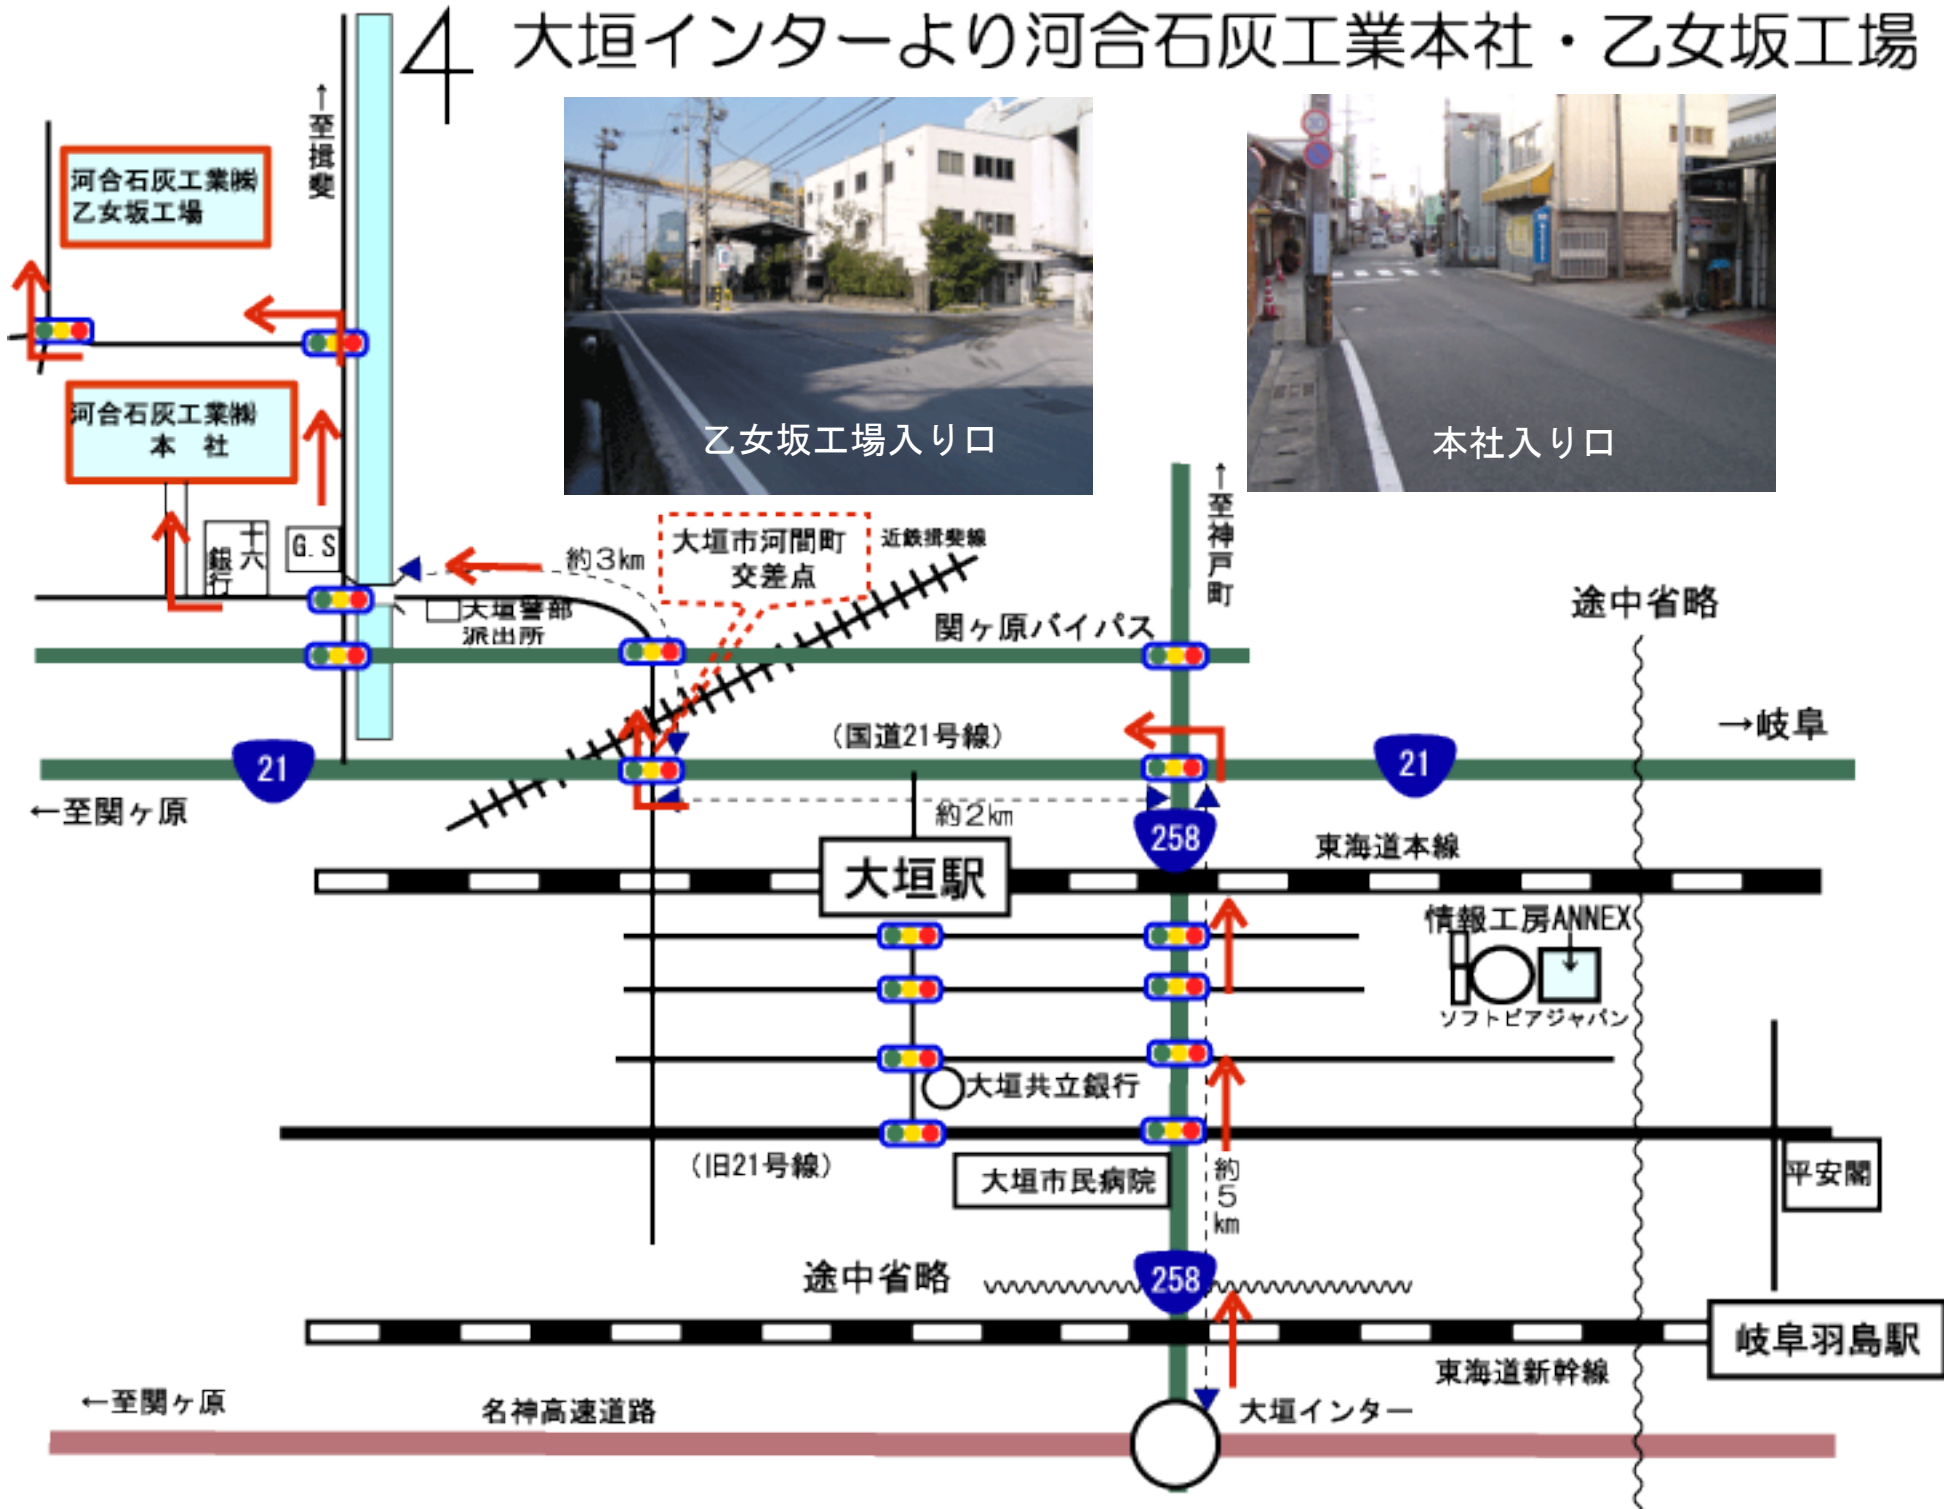 大垣インターより河合石灰工業本社・乙女坂工場
↑至揖斐
河合石灰工業㈱
乙女坂工場
乙女坂工場入り口
本社入り口
河合石灰工業㈱
本 社
十六
銀行
G.S
約3km
大垣市河間町
交差点
近鉄揖斐線
↑至神戸町
大垣警部
派出所
関ヶ原バイパス
途中省略
21
(国道21号線)
21
→岐阜
←至関ヶ原
約2km
258
東海道本線
大垣駅
情報工房ANNEX
ソフトピアジャパン
大垣共立銀行
(旧21号線)
大垣市民病院
約5km
平安閣
途中省略
258
岐阜羽島駅
東海道新幹線
←至関ヶ原
名神高速道路
大垣インター